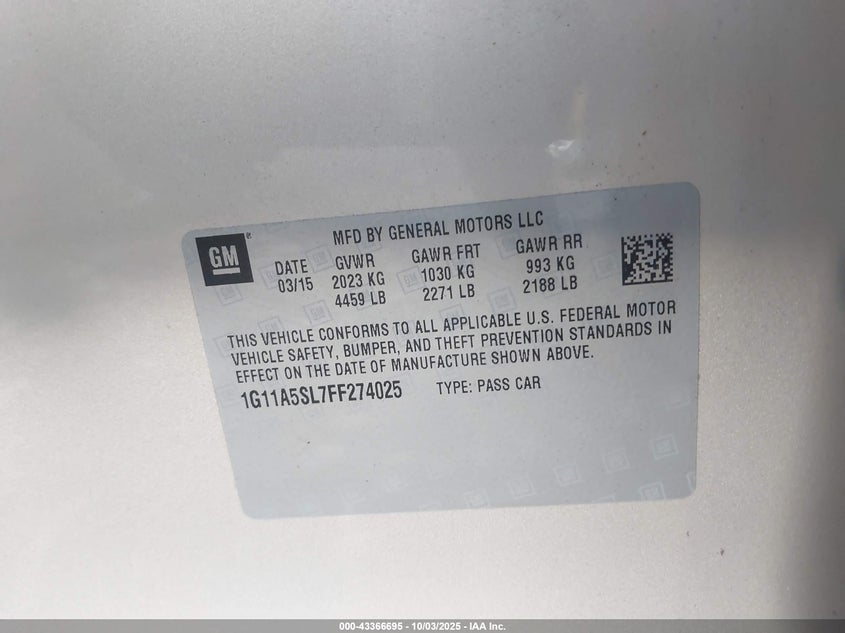 GM ®
MFD BY GENERAL MOTORS LLC
DATE GVWR GAWR FRT GAWR RR
03/15 2023 KG 1030 KG 993 KG
4459 LB 2271 LB 2188 LB
THIS VEHICLE CONFORMS TO ALL APPLICABLE U.S. FEDERAL MOTOR
VEHICLE SAFETY, BUMPER, AND THEFT PREVENTION STANDARDS IN
EFFECT ON THE DATE OF MANUFACTURE SHOWN ABOVE.
1G11A5SL7FF274025 TYPE: PASS CAR
000-43366695 - 10/03/2025 - IAA Inc.